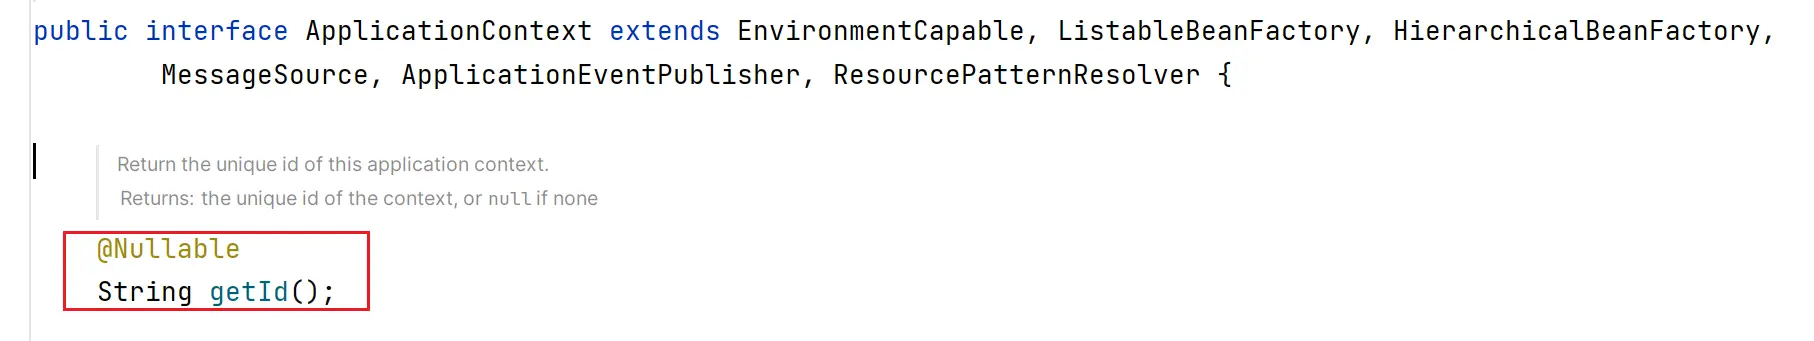 public interface ApplicationContext extends EnvironmentCapable, ListableBeanFactory, HierarchicalBeanFactory,
MessageSource, ApplicationEventPublisher, ResourcePatternResolver {
Return the unique id of this application context.
Returns: the unique id of the context, or null if none
@Nullable
String getId();